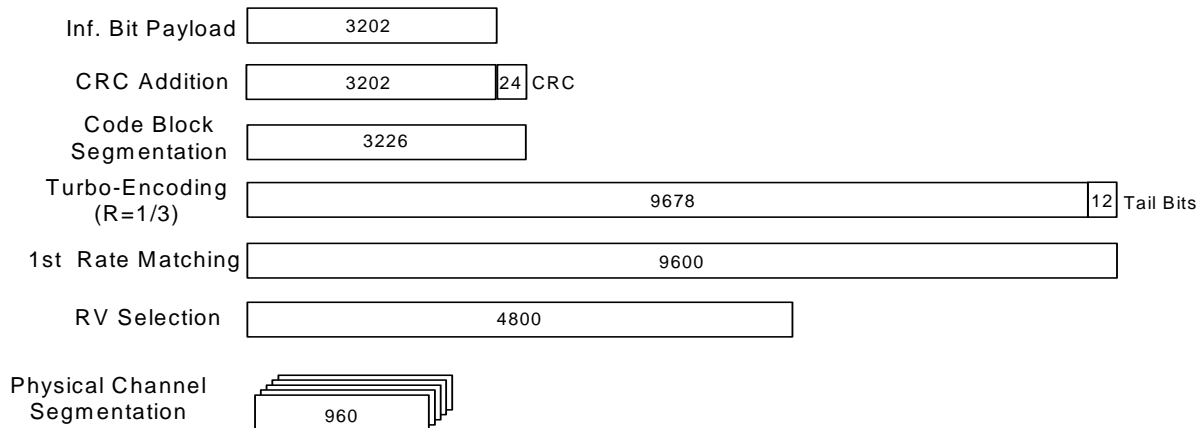 Inf. Bit Payload 3202
CRC Addition 3202 24 CRC
Code Block
Segmentation 3226
Turbo-Encoding
(R=1/3) 9678 12 Tail Bits
1st Rate Matching 9600
RV Selection 4800
Physical Channel
Segmentation 960